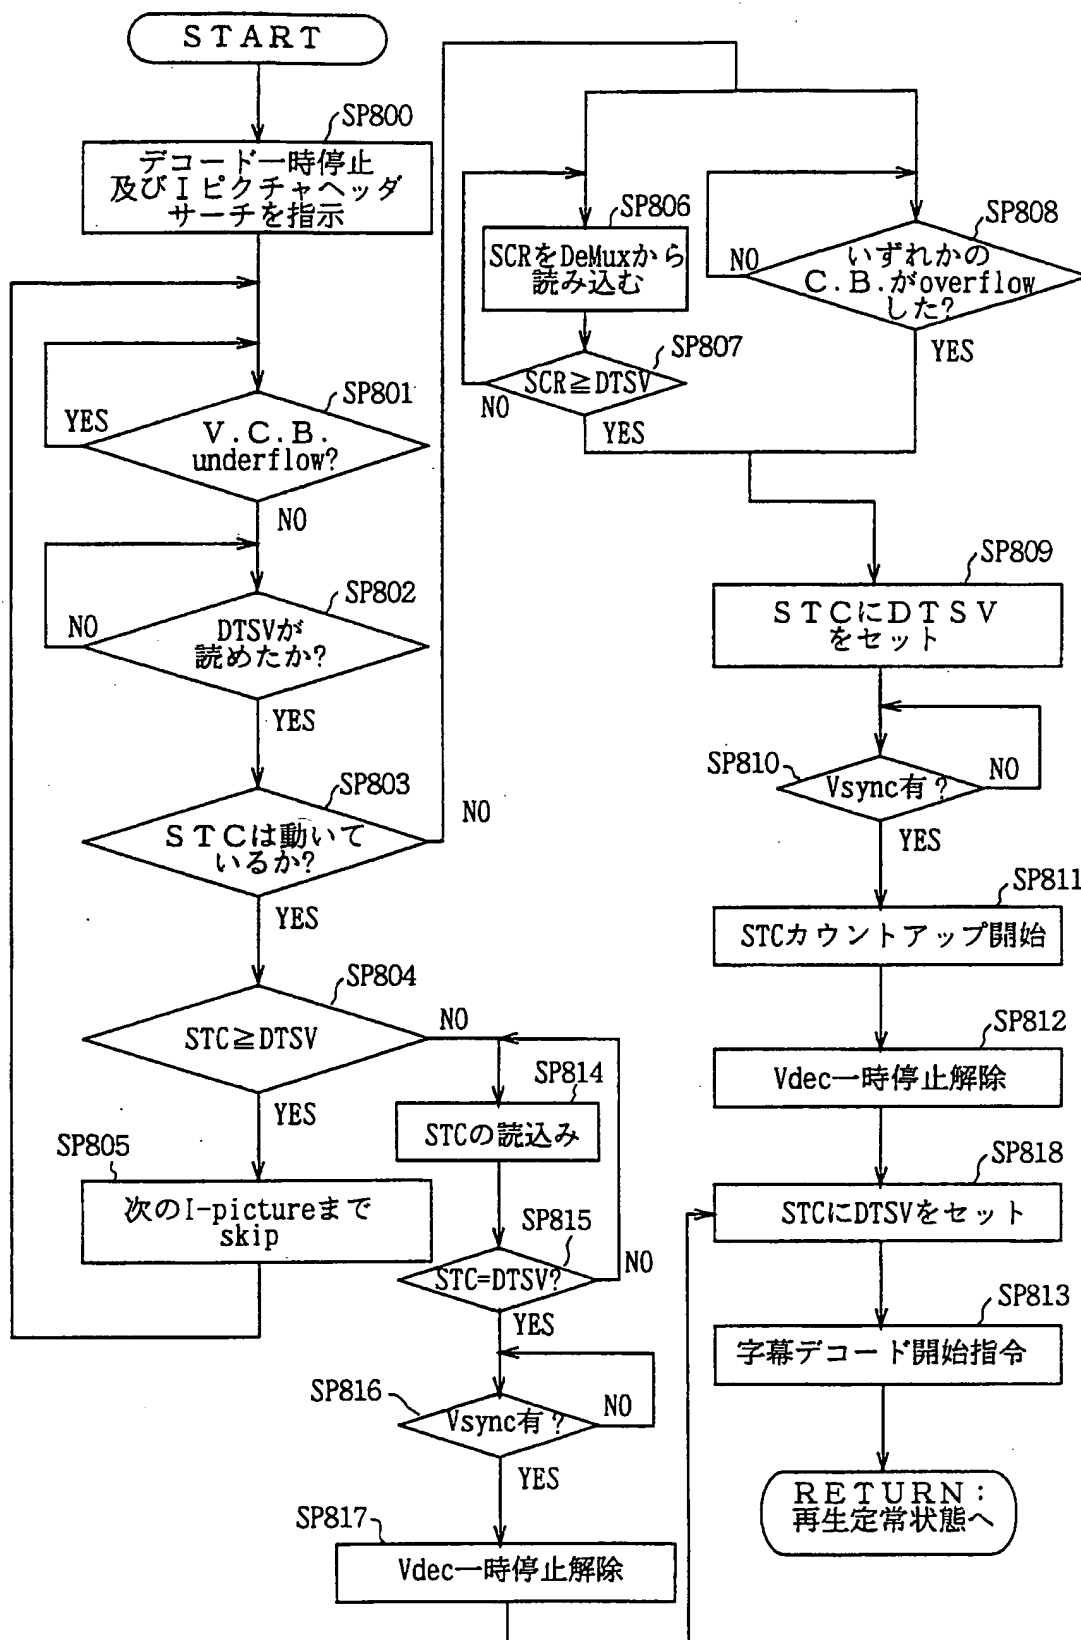 START
SP800
デコード一時停止
及びIピクチャヘッダ
サーチを指示
SP801
YES
V.C.B.
underflow?
NO
SP802
NO
DTSVが
読めたか?
YES
SP803
STCは動いて
いるか?
NO
YES
SP804
STC≧DTSV
NO
YES
SP805
次のI-pictureまで
skip
SP814
STCの読込み
SP815
STC=DTSV?
NO
YES
SP816
Vsync有?
NO
YES
SP817
Vdec一時停止解除
SP806
SCRをDeMuxから
読み込む
SP807
SCR≧DTSV
NO
YES
SP808
NO
いずれかの
C.B.がoverflow
した?
YES
SP809
STCにDTSV
をセット
SP810
Vsync有?
NO
YES
SP811
STCカウントアップ開始
SP812
Vdec一時停止解除
SP818
STCにDTSVをセット
SP813
字幕デコード開始指令
RETURN:
再生定常状態へ